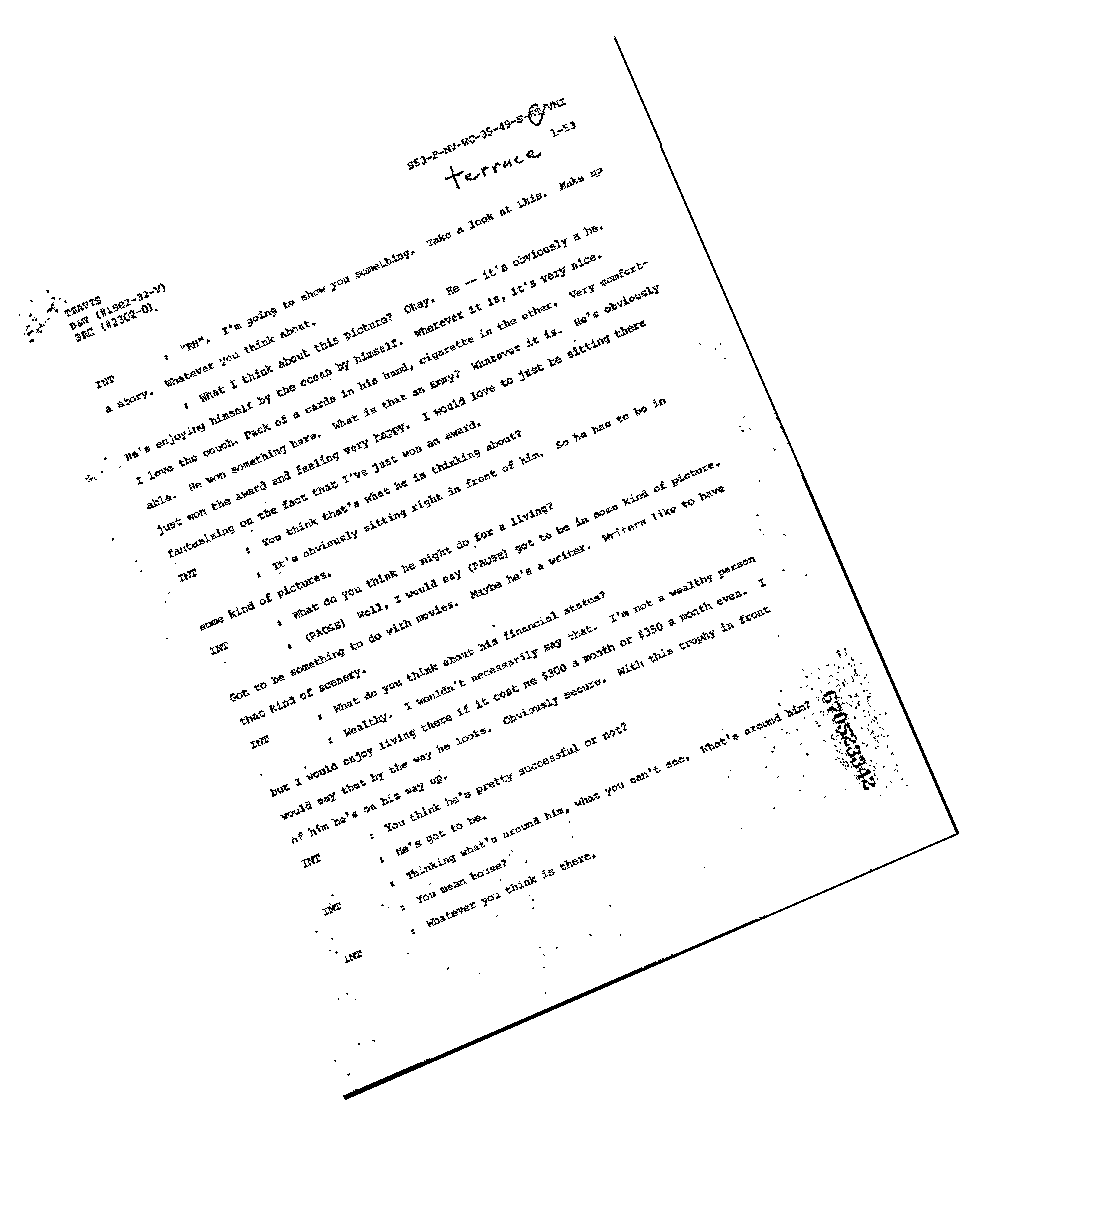 terrace
1-53
TRAVIS
B&W (#1982-32-V)
BRC (#2302-0).
INT : "RH". I'm going to show you something. Take a look at this. Make up
a story. Whatever you think about.
: What I think about this picture? Okay. He -- it's obviously a he.
He's enjoying himself by the ocean by himself. Wherever it is, it's very nice.
I love the couch. Pack of a cards in his hand, cigarette in the other. Very comfort-
able. He won something here. What is that an Emmy? Whatever it is. He's obviously
just won the award and feeling very happy. I would love to just be sitting there
fantasizing on the fact that I've just won an award.
INT : You think that's what he is thinking about?
: It's obviously sitting right in front of him. So he has to be in
some kind of pictures.
INT : What do you think he might do for a living?
: (PAUSE) Well, I would say (PAUSE) got to be in some kind of picture.
Got to be something to do with movies. Maybe he's a writer. Writers like to have
that kind of scenery.
INT : What do you think about his financial status?
: Wealthy. I wouldn't necessarily say that. I'm not a wealthy person
but I would enjoy living there if it cost me $300 a month or $350 a month even. I
would say that by the way he looks. Obviously secure. With this trophy in front
of him he's on his way up.
INT : You think he's pretty successful or not?
: He's got to be.
INT : Thinking what's around him, what you can't see. What's around him?
: You mean house?
INT : Whatever you think is there.
670523342